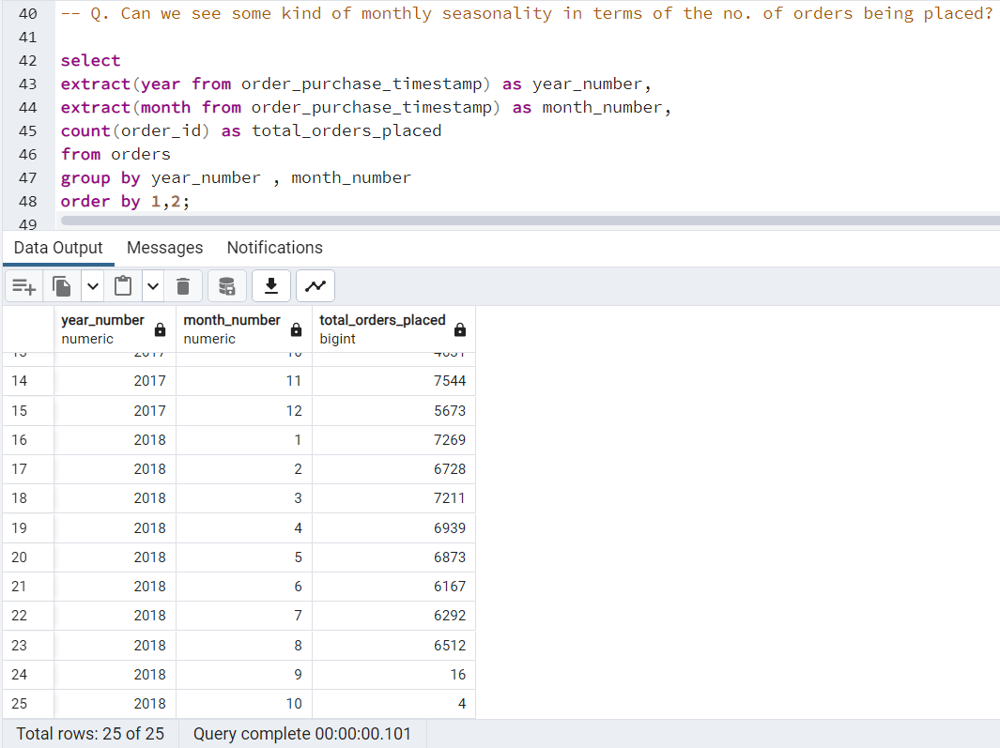 40 -- Q. Can we see some kind of monthly seasonality in terms of the no. of orders being placed?
41
42 select
43 extract(year from order_purchase_timestamp) as year_number,
44 extract(month from order_purchase_timestamp) as month_number,
45 count(order_id) as total_orders_placed
46 from orders
47 group by year_number , month_number
48 order by 1,2;
49
Data Output Messages Notifications
year_number month_number total_orders_placed
numeric numeric bigint
13 2017 10 4631
14 2017 11 7544
15 2017 12 5673
16 2018 1 7269
17 2018 2 6728
18 2018 3 7211
19 2018 4 6939
20 2018 5 6873
21 2018 6 6167
22 2018 7 6292
23 2018 8 6512
24 2018 9 16
25 2018 10 4
Total rows: 25 of 25 Query complete 00:00:00.101